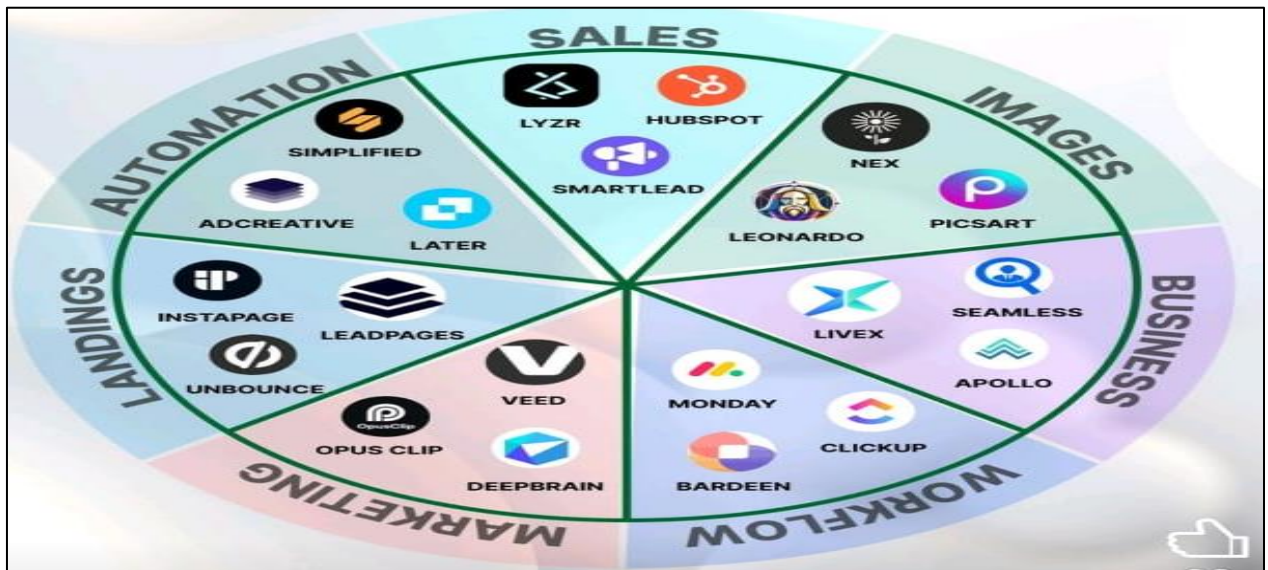 SALES
LYZR
HUBSPOT
SMARTLEAD
IMAGES
NEX
LEONARDO
PICSART
BUSINESS
LIVEX
SEAMLESS
APOLLO
WORKFLOW
MONDAY
CLICKUP
BARDEEN
MARKETING
VEED
OpusClip
OPUS CLIP
DEEPBRAIN
LANDINGS
INSTAPAGE
LEADPAGES
UNBOUNCE
AUTOMATION
SIMPLIFIED
ADCREATIVE
LATER